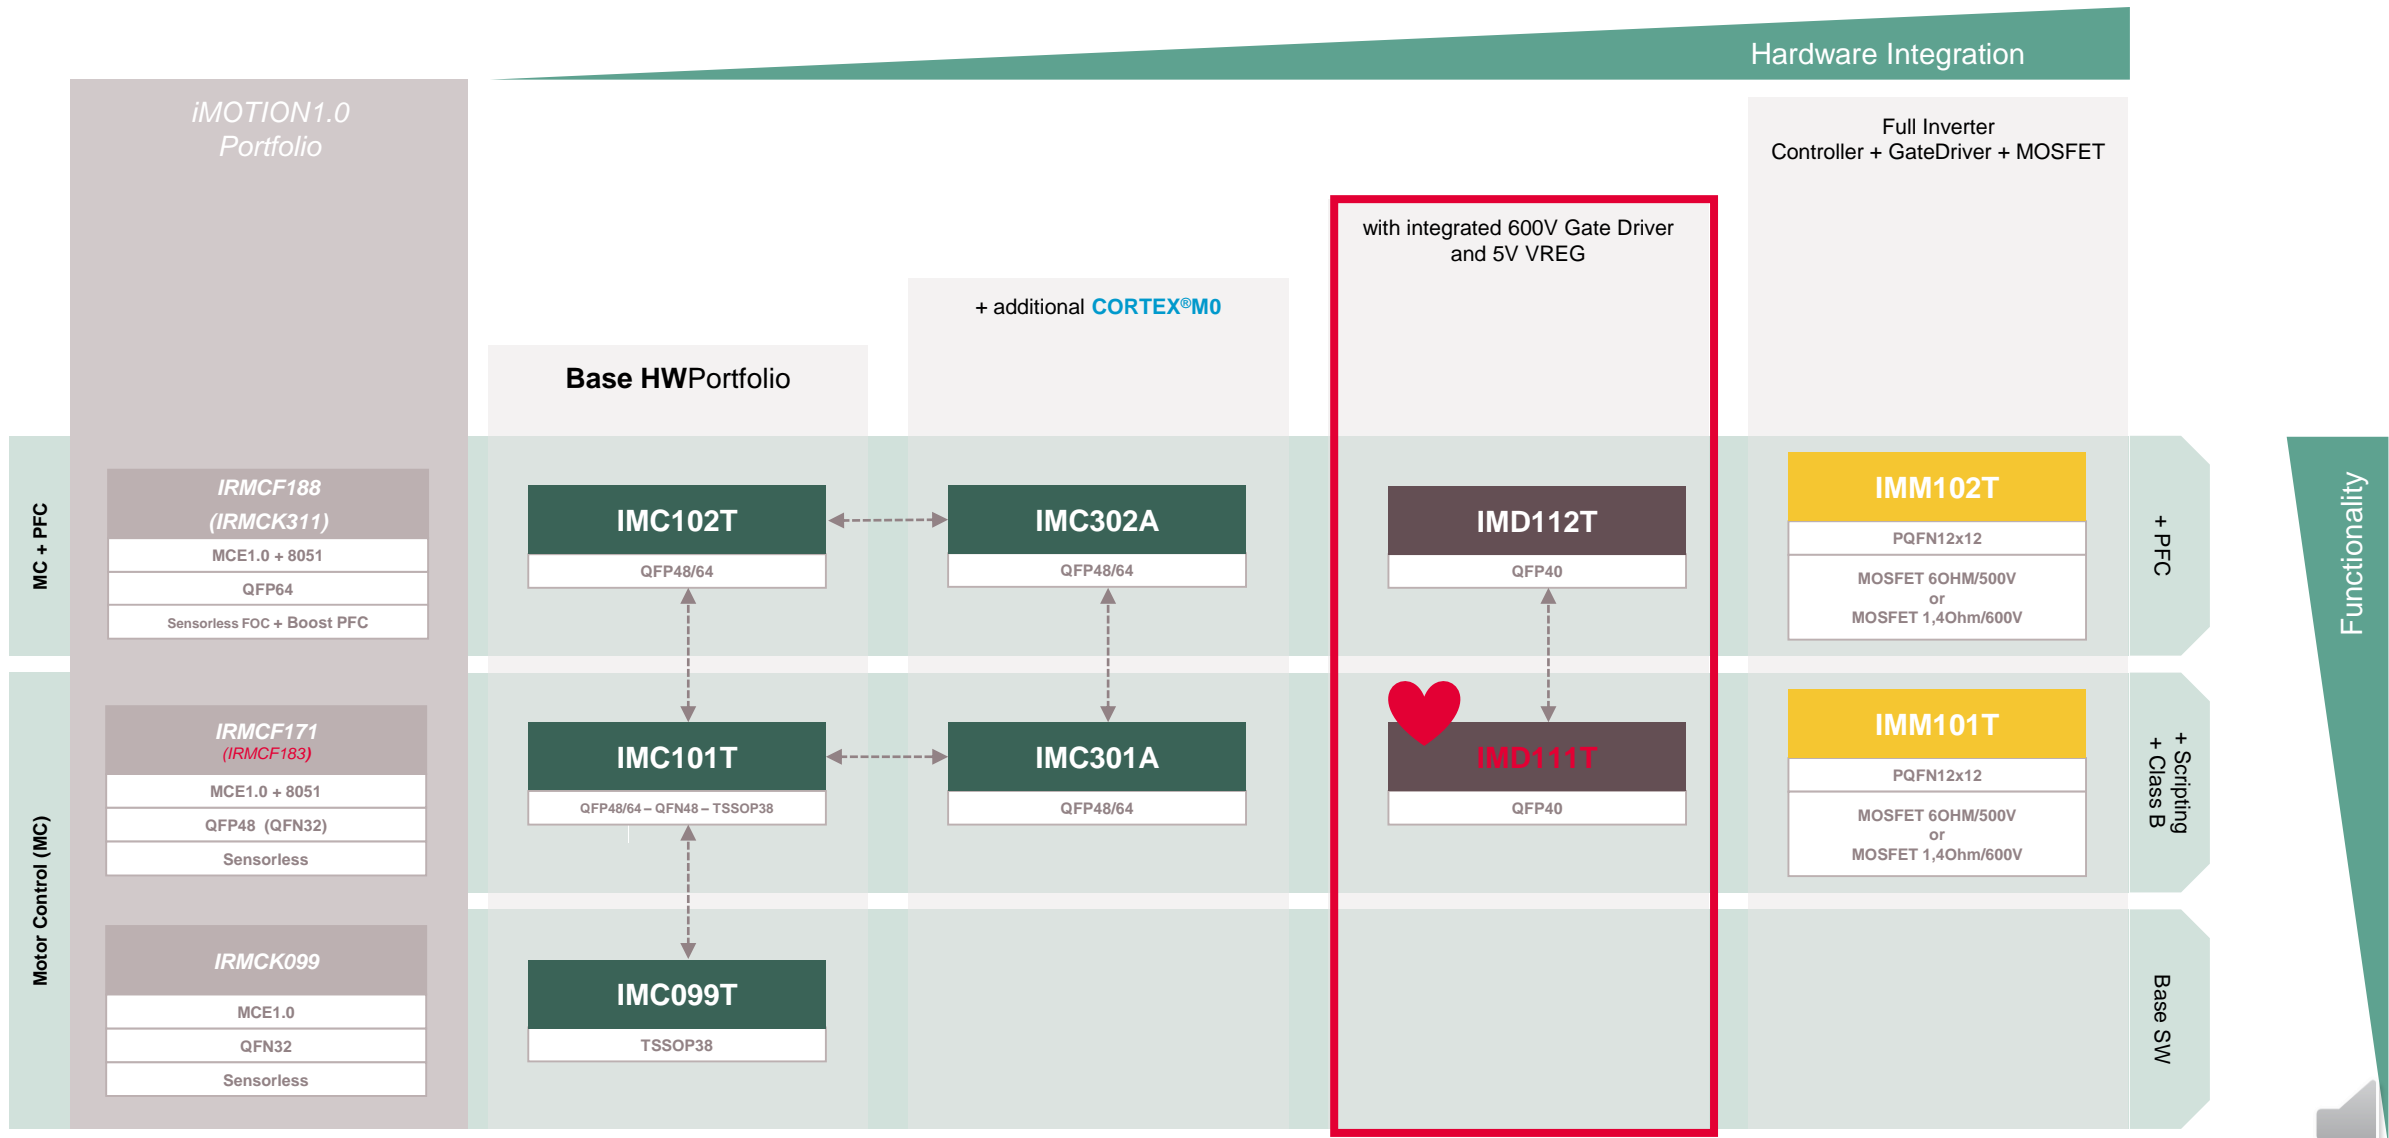 Hardware Integration
iMOTION1.0
Portfolio
Full Inverter
Controller + GateDriver + MOSFET
with integrated 600V Gate Driver
and 5V VREG
+ additional CORTEX®M0
Base HWPortfolio
MC + PFC
IRMCF188
(IRMCK311)
MCE1.0 + 8051
QFP64
Sensorless FOC + Boost PFC
IMC102T
QFP48/64
IMC302A
QFP48/64
IMD112T
QFP40
IMM102T
PQFN12x12
MOSFET 6OHM/500V
or
MOSFET 1,4Ohm/600V
+ PFC
Functionality
Motor Control (MC)
IRMCF171
(IRMCF183)
MCE1.0 + 8051
QFP48 (QFN32)
Sensorless
IMC101T
QFP48/64 – QFN48 – TSSOP38
IMC301A
QFP48/64
IMD111T
QFP40
IMM101T
PQFN12x12
MOSFET 6OHM/500V
or
MOSFET 1,4Ohm/600V
+ Scripting
+ Class B
IRMCK099
MCE1.0
QFN32
Sensorless
IMC099T
TSSOP38
Base SW